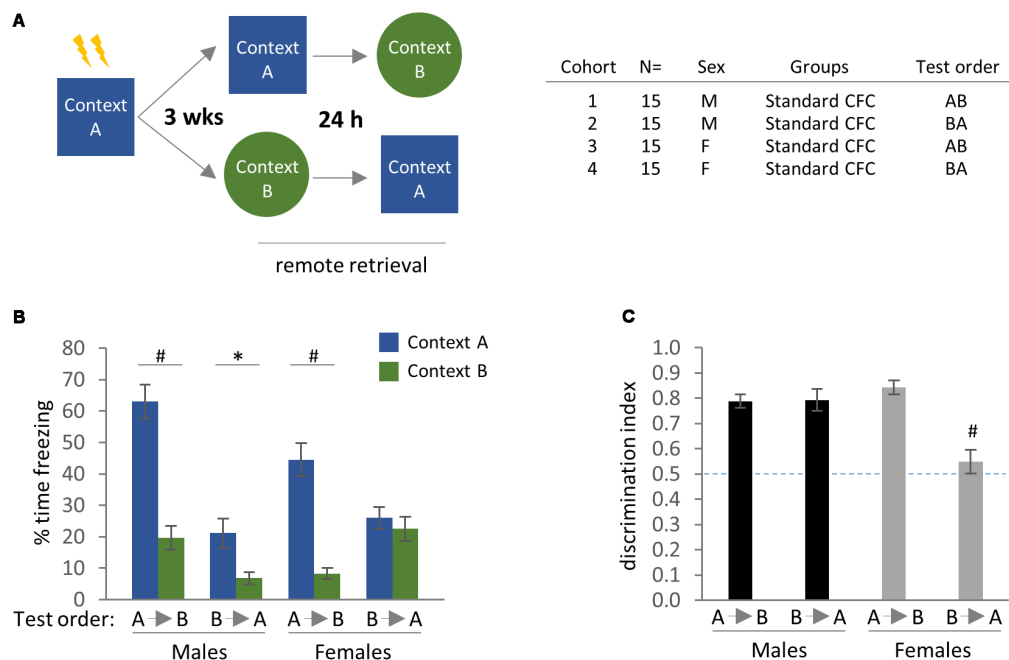 A
Context
A
3 wks
Context
A
Context
B
24 h
Context
B
Context
A
remote retrieval
Cohort N= Sex Groups Test order
1 15 M Standard CFC AB
2 15 M Standard CFC BA
3 15 F Standard CFC AB
4 15 F Standard CFC BA
B
% time freezing
80
70
60
50
40
30
20
10
0
# * #
Context A
Context B
Test order: A B B A A B B A
Males Females
C
discrimination index
1.0
0.9
0.8
0.7
0.6
0.5
0.4
0.3
0.2
0.1
0.0
#
A B B A A B B A
Males Females